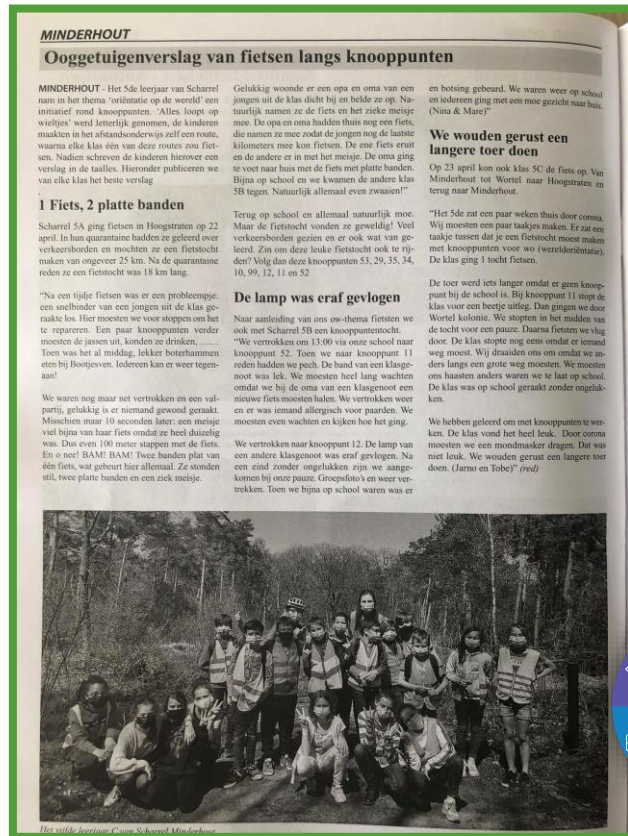 MINDERHOUT
Ooggetuigenverslag van fietsen langs knooppunten
MINDERHOUT - Het 5de leerjaar van Scharrel
nam in het thema 'oriëntatie op de wereld' een
initiatief rond knooppunten. 'Alles loopt op
wieltjes' werd letterlijk genomen, de kinderen
maakten in het afstandsonderwijs zelf een route,
waarna elke klas één van deze routes zou fiet-
sen. Nadien schreven de kinderen hierover een
verslag in de taalles. Hieronder publiceren we
van elke klas het beste verslag
.
1 Fiets, 2 platte banden
Scharrel 5A ging fietsen in Hoogstraten op 22
april. In hun quarantaine hadden ze geleerd over
verkeersborden en mochten ze een fietstocht
maken van ongeveer 25 km. Na de quarantaine
reden ze een fietstocht was 18 km lang.
"Na een tijdje fietsen was er een probleempje:
een snelbinder van een jongen uit de klas ge-
raakte los. Hier moesten we voor stoppen om het
te repareren. Een paar knooppunten verder
moesten de jassen uit, konden ze drinken, ......
Toen was het al middag, lekker boterhammen
eten bij Bootjesven. Iedereen kan er weer tegen-
aan!
We waren nog maar net vertrokken en een val-
partij, gelukkig is er niemand gewond geraakt.
Misschien maar 10 seconden later: een meisje
viel bijna van haar fiets omdat ze heel duizelig
was. Dus even 100 meter stappen met de fiets.
En o nee! BAM! BAM! Twee banden plat van
één fiets, wat gebeurt hier allemaal. Ze stonden
stil, twee platte banden en een ziek meisje.
Gelukkig woonde er een opa en oma van een
jongen uit de klas dicht bij en belde ze op. Na-
tuurlijk namen ze de fiets en het zieke meisje
mee. De opa en oma hadden thuis nog een fiets,
die namen ze mee zodat de jongen nog de laatste
kilometers mee kon fietsen. De ene fiets eruit
en de andere er in met het meisje. De oma ging
te voet naar huis met de fiets met platte banden.
Bijna op school en we kwamen de andere klas
5B tegen. Natuurlijk allemaal even zwaaien!"
Terug op school en allemaal natuurlijk moe.
Maar de fietstocht vonden ze geweldig! Veel
verkeersborden gezien en er ook wat van ge-
leerd. Zin om deze leuke fietstocht ook te rij-
den? Volg dan deze knooppunten 53, 29, 35, 34,
10, 99, 12, 11 en 52
De lamp was eraf gevlogen
Naar aanleiding van ons ow-thema fietsten we
ook met Scharrel 5B een knooppuntentocht.
"We vertrokken om 13:00 via onze school naar
knooppunt 52. Toen we naar knooppunt 11
reden hadden we pech. De band van een klasge-
noot was lek. We moesten heel lang wachten
omdat we bij de oma van een klasgenoot een
nieuwe fiets moesten halen. We vertrokken weer
en er was iemand allergisch voor paarden. We
moesten even wachten en kijken hoe het ging.
We vertrokken naar knooppunt 12. De lamp van
een andere klasgenoot was eraf gevlogen. Na
een eind zonder ongelukken zijn we aange-
komen bij onze pauze. Groepsfoto's en weer ver-
trekken. Toen we bijna op school waren was er
en botsing gebeurd. We waren weer op school
en iedereen ging met een moe gezicht naar huis.
(Nina & Mare)"
We wouden gerust een
langere toer doen
Op 23 april kon ook klas 5C de fiets op. Van
Minderhout tot Wortel naar Hoogstraten en
terug naar Minderhout.
"Het 5de zat een paar weken thuis door corona.
Wij moesten een paar taakjes maken. Er zat een
taakje tussen dat je een fietstocht moest maken
met knooppunten voor wo (wereldoriëntatie).
De klas ging 1 tocht fietsen.
De toer werd iets langer omdat er geen knoop-
punt bij de school is. Bij knooppunt 11 stopt de
klas voor een beetje uitleg. Dan gingen we door
Wortel kolonie. We stopten in het midden van
de tocht voor een pauze. Daarna fietsten we vlug
door. De klas stopte nog eens omdat er iemand
weg moest. Wij draaiden ons om omdat we an-
ders langs een grote weg moesten. We moesten
ons haasten anders waren we te laat op school.
De klas was op school geraakt zonder ongeluk-
ken.
We hebben geleerd om met knooppunten te wer-
ken. De klas vond het heel leuk. Door corona
moesten we een mondmasker dragen. Dat was
niet leuk. We wouden gerust een langere toer
doen. (Jarno en Tobe)" (red)
Het vijfde leerjaar C van Scharrel Minderhout